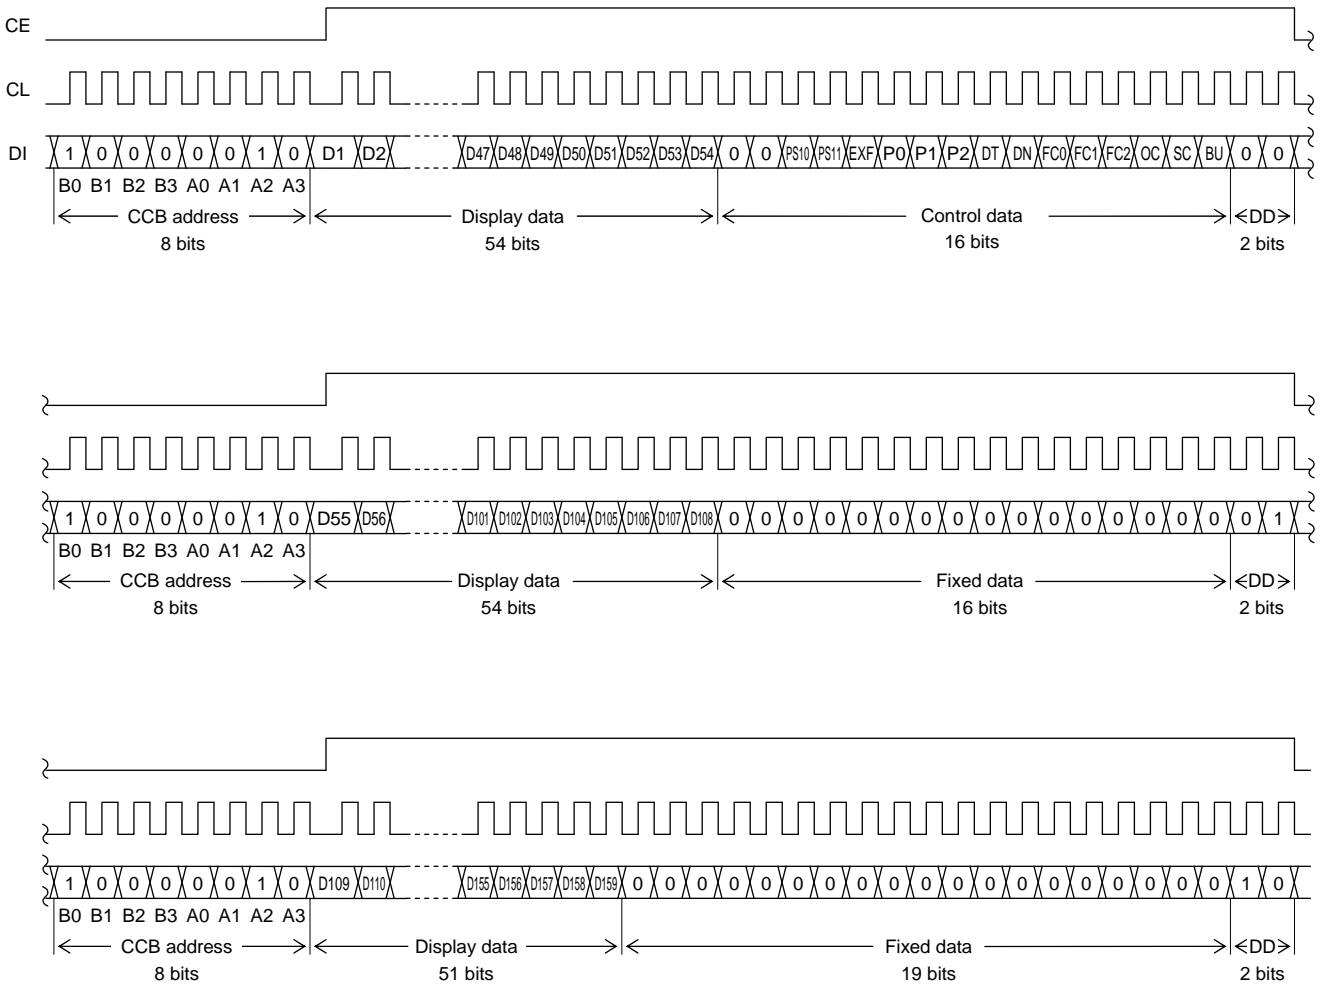 CE
CL
DI 1 0 0 0 0 0 1 0 D1 D2 D47 D48 D49 D50 D51 D52 D53 D54 0 0 PS10 PS11 EXF P0 P1 P2 DT DN FC0 FC1 FC2 OC SC BU 0 0
B0 B1 B2 B3 A0 A1 A2 A3
CCB address Display data Control data DD
8 bits 54 bits 16 bits 2 bits
1 0 0 0 0 0 1 0 D55 D56 D101 D102 D103 D104 D105 D106 D107 D108 0 0 0 0 0 0 0 0 0 0 0 0 0 0 0 0 0 1
B0 B1 B2 B3 A0 A1 A2 A3
CCB address Display data Fixed data DD
8 bits 54 bits 16 bits 2 bits
1 0 0 0 0 0 1 0 D109 D110 D155 D156 D157 D158 D159 0 0 0 0 0 0 0 0 0 0 0 0 0 0 0 0 0 0 0 1 0
B0 B1 B2 B3 A0 A1 A2 A3
CCB address Display data Fixed data DD
8 bits 51 bits 19 bits 2 bits